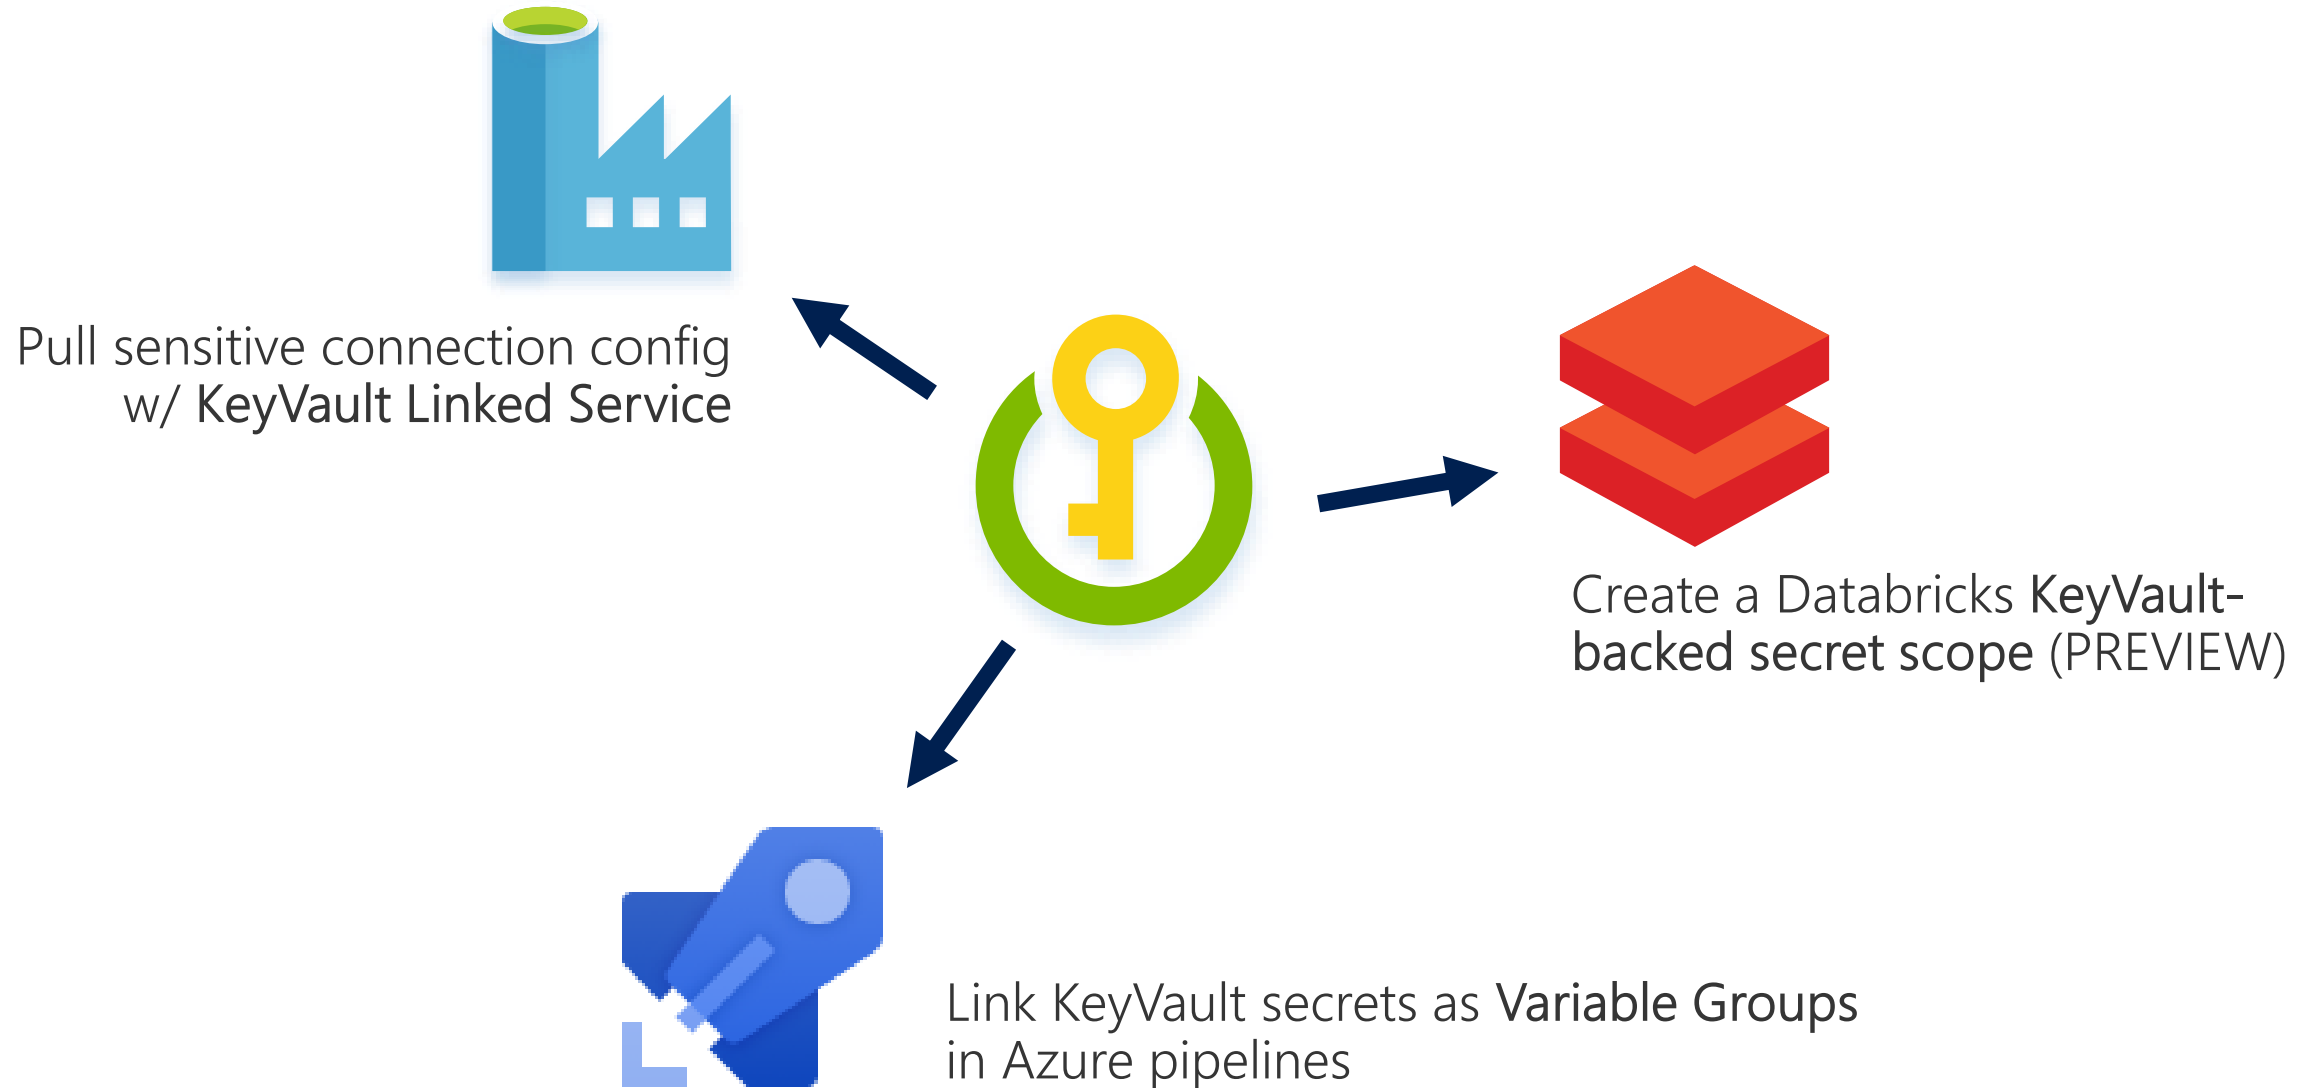 Pull sensitive connection config
w/ KeyVault Linked Service
Create a Databricks KeyVault-
backed secret scope (PREVIEW)
Link KeyVault secrets as Variable Groups
in Azure pipelines